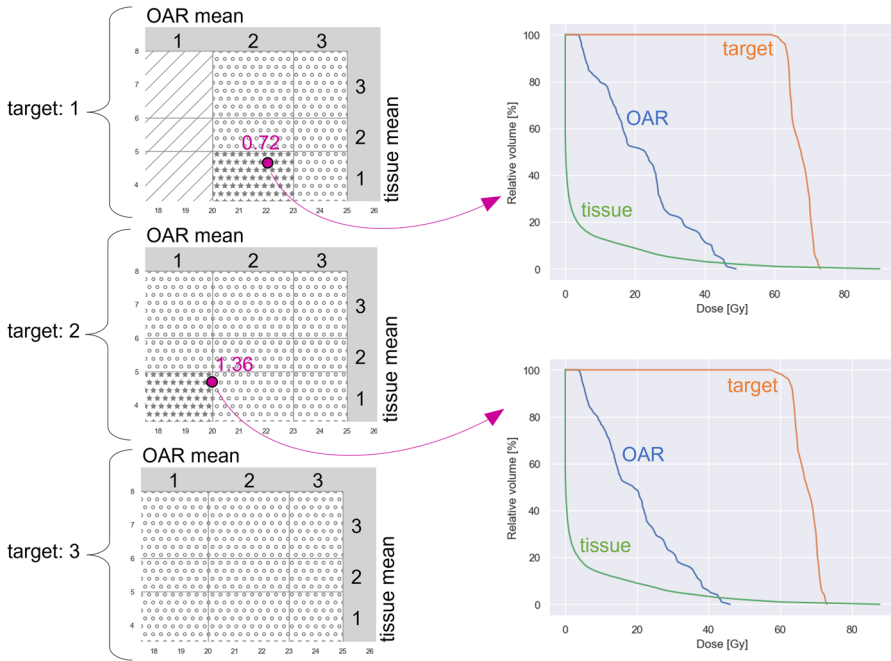 OAR mean
1 2 3
8
7
6
5
4
3
2
1
tissue mean
target: 1
0.72
18 19 20 21 22 23 24 25 26
OAR mean
1 2 3
8
7
6
5
4
3
2
1
tissue mean
target: 2
1.36
18 19 20 21 22 23 24 25 26
OAR mean
1 2 3
8
7
6
5
4
3
2
1
tissue mean
target: 3
18 19 20 21 22 23 24 25 26
100
80
60
40
20
0
Relative volume [%]
target
OAR
tissue
0 20 40 60 80
Dose [Gy]
100
80
60
40
20
0
Relative volume [%]
target
OAR
tissue
0 20 40 60 80
Dose [Gy]